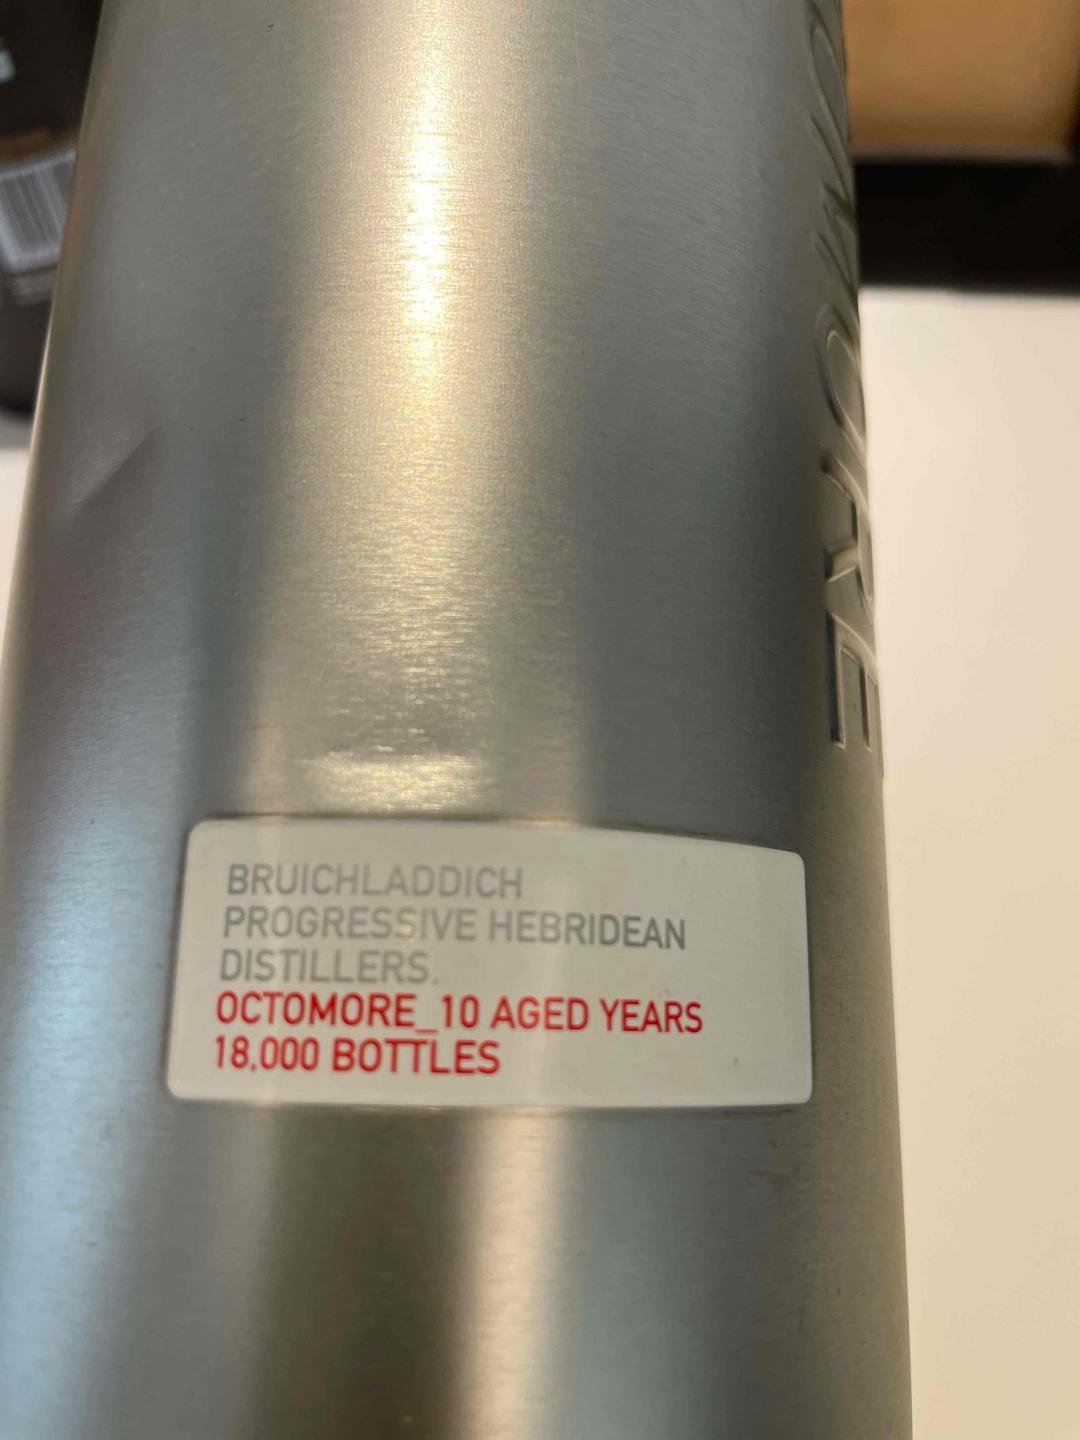 BRUICHLADDICH
PROGRESSIVE HEBRIDEAN
DISTILLERS.
OCTOMORE_10 AGED YEARS
18,000 BOTTLES